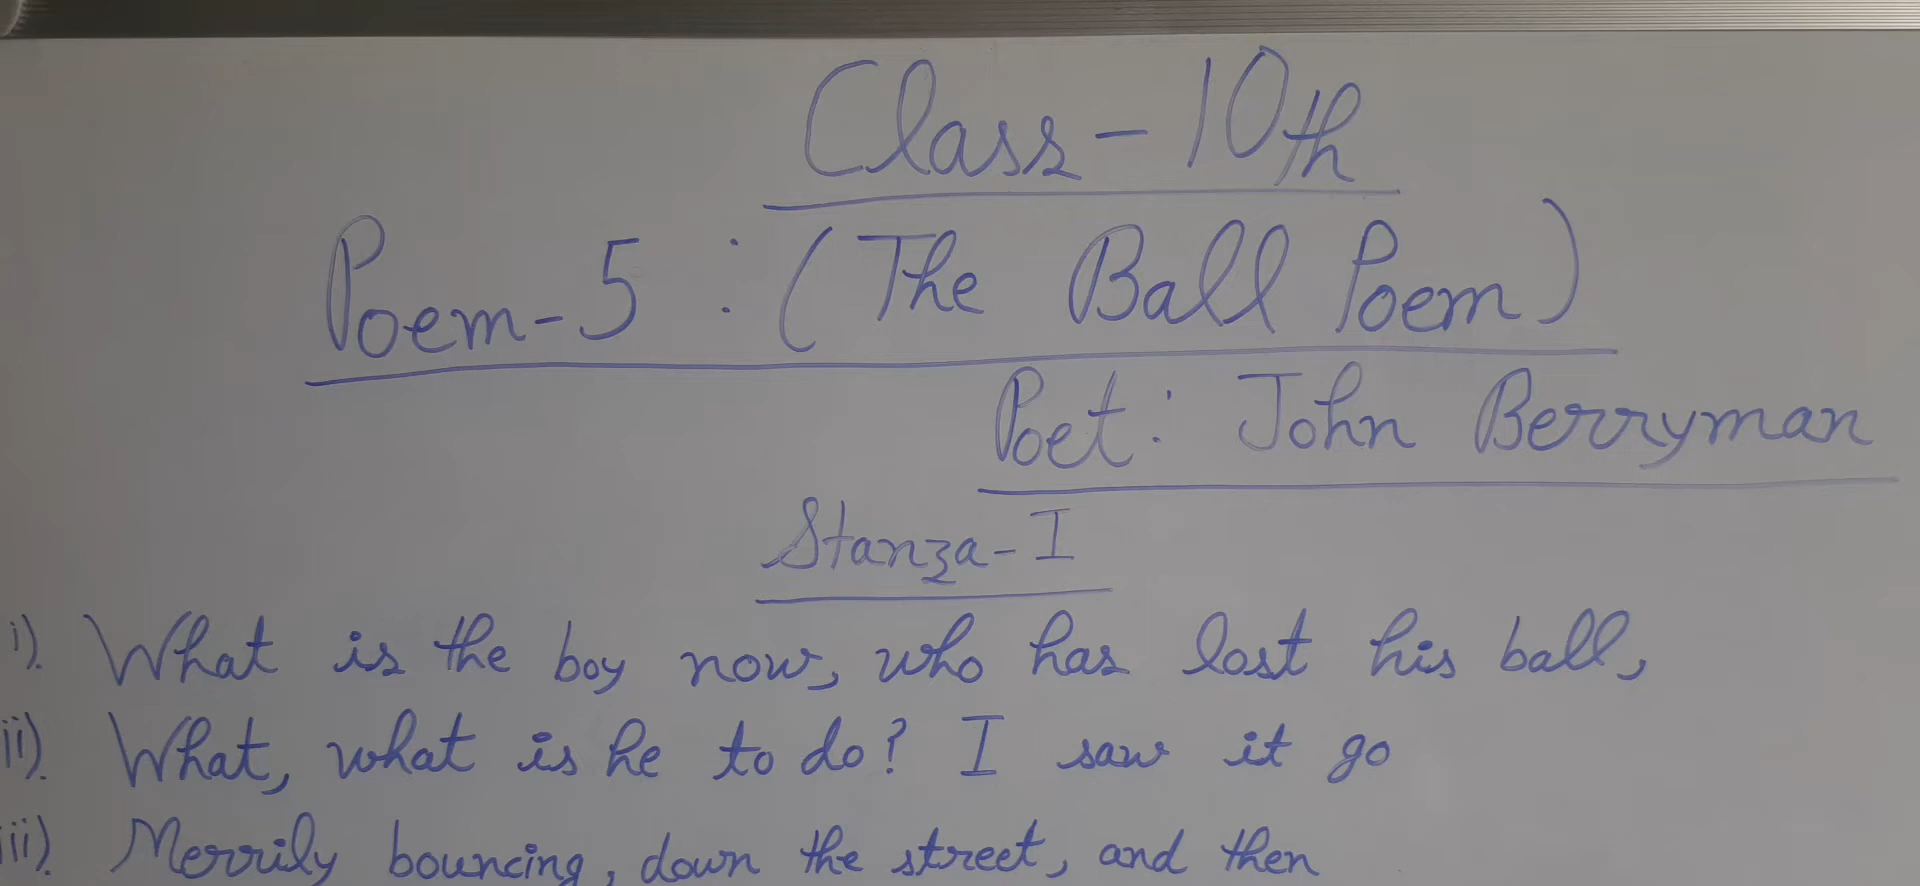 Class-10th
Poem-5 : (The Ball Poem)
Poet: John Berryman
Stanza-I
i). What is the boy now, who has lost his ball,
ii). What, what is he to do? I saw it go
iii). Merrily bouncing, down the street, and then